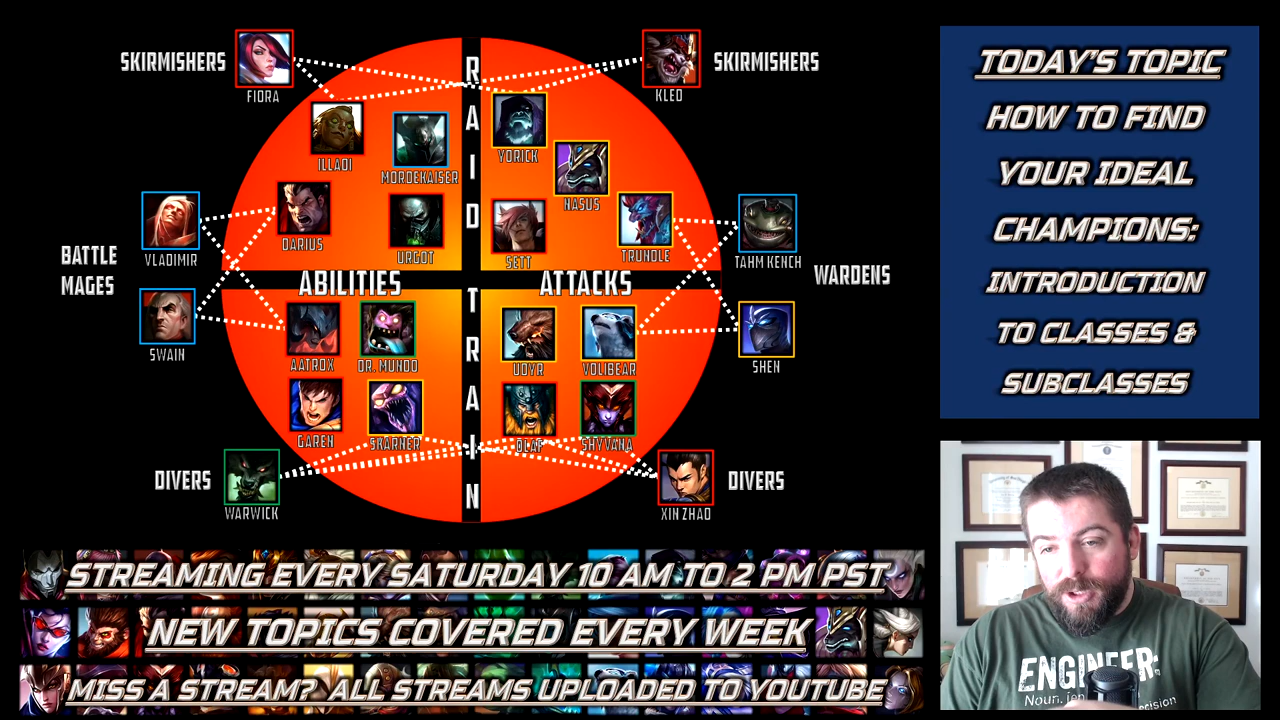 SKIRMISHERS
FIORA
SKIRMISHERS
KLED
RAID
ILLAOI
MORDEKAISER
YORICK
NASUS
DARIUS
URGOT
SETT
TRUNDLE
BATTLE
MAGES
VLADIMIR
SWAIN
TAHM KENCH
WARDENS
SHEN
ABILITIES
ATTACKS
TRAIN
AATROX
DR. MUNDO
UDYR
VOLIBEAR
GAREN
SKARNER
OLAF
SHYVANA
DIVERS
WARWICK
XIN ZHAO
DIVERS
STREAMING EVERY SATURDAY 10 AM TO 2 PM PST
NEW TOPICS COVERED EVERY WEEK
MISS A STREAM? ALL STREAMS UPLOADED TO YOUTUBE
TODAY'S TOPIC
HOW TO FIND
YOUR IDEAL
CHAMPIONS:
INTRODUCTION
TO CLASSES &
SUBCLASSES
ENGINEER:
Noun.